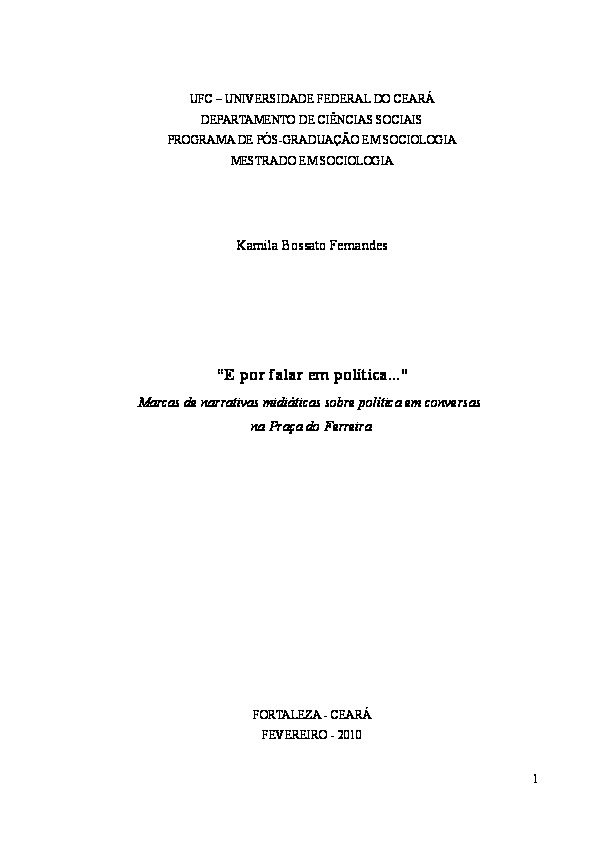 UFC – UNIVERSIDADE FEDERAL DO CEARÁ
DEPARTAMENTO DE CIÊNCIAS SOCIAIS
PROGRAMA DE PÓS-GRADUAÇÃO EM SOCIOLOGIA
MESTRADO EM SOCIOLOGIA
Kamila Bossato Fernandes
"E por falar em política..."
Marcas de narrativas midiáticas sobre política em conversas
na Praça do Ferreira
FORTALEZA - CEARÁ
FEVEREIRO - 2010
1